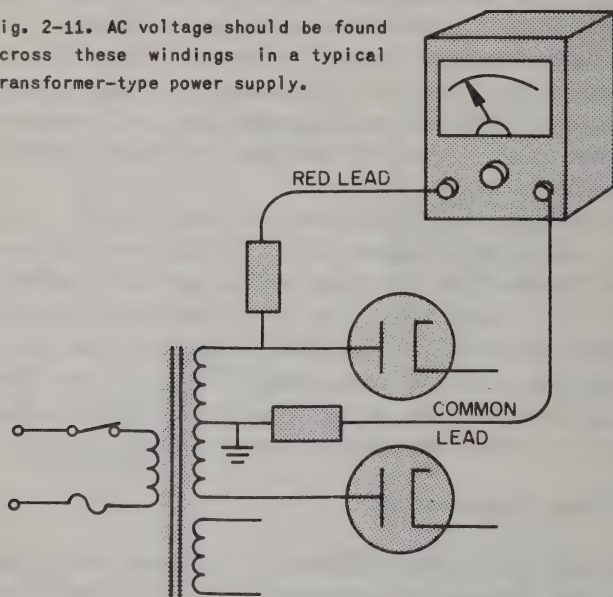 ig. 2-11. AC voltage should be found
cross these windings in a typical
ransformer-type power supply.
RED LEAD
COMMON
LEAD